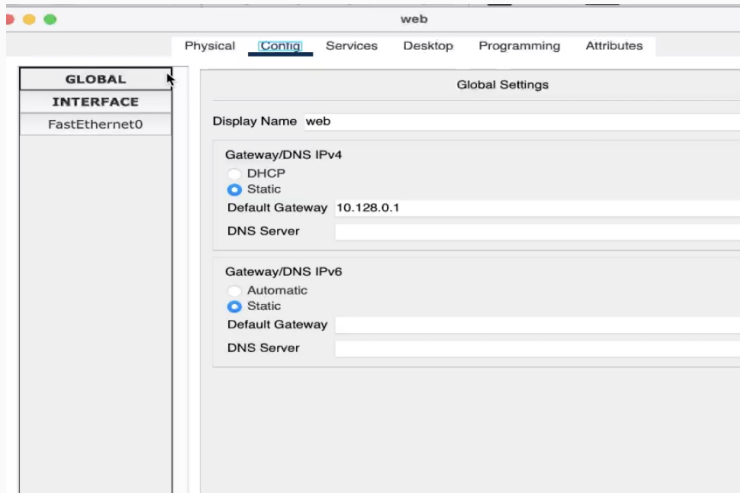 web
Physical Config Services Desktop Programming Attributes
GLOBAL
INTERFACE
FastEthernet0
Global Settings
Display Name web
Gateway/DNS IPv4
DHCP
Static
Default Gateway 10.128.0.1
DNS Server
Gateway/DNS IPv6
Automatic
Static
Default Gateway
DNS Server